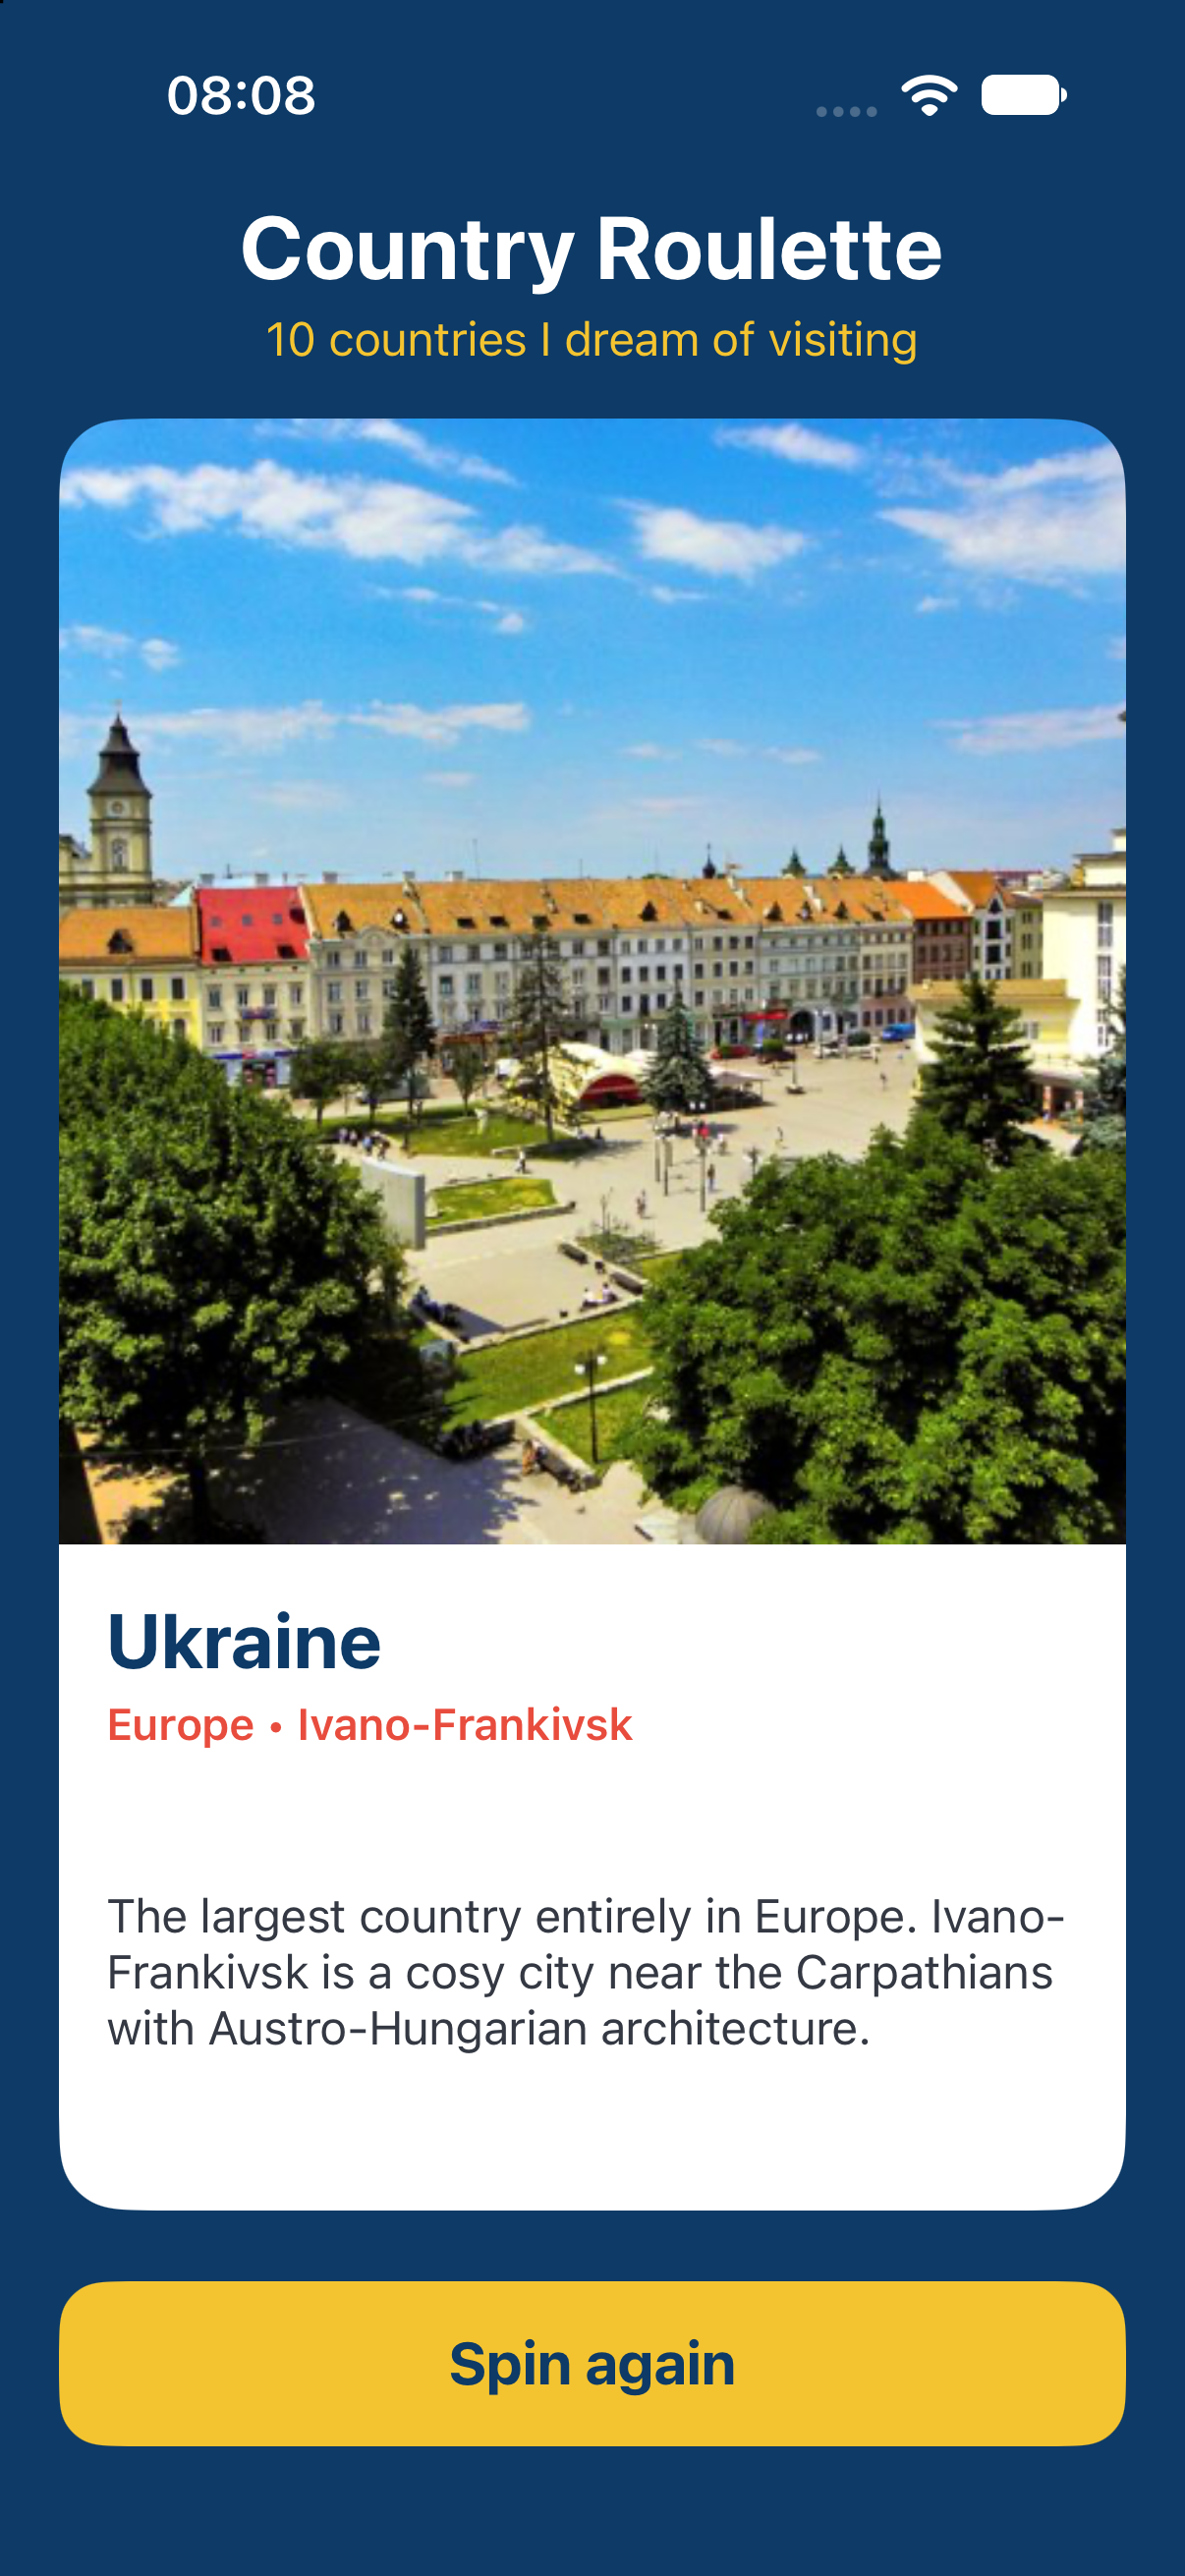 08:08
Country Roulette
10 countries I dream of visiting
Ukraine
Europe • Ivano-Frankivsk
The largest country entirely in Europe. Ivano-
Frankivsk is a cosy city near the Carpathians
with Austro-Hungarian architecture.
Spin again